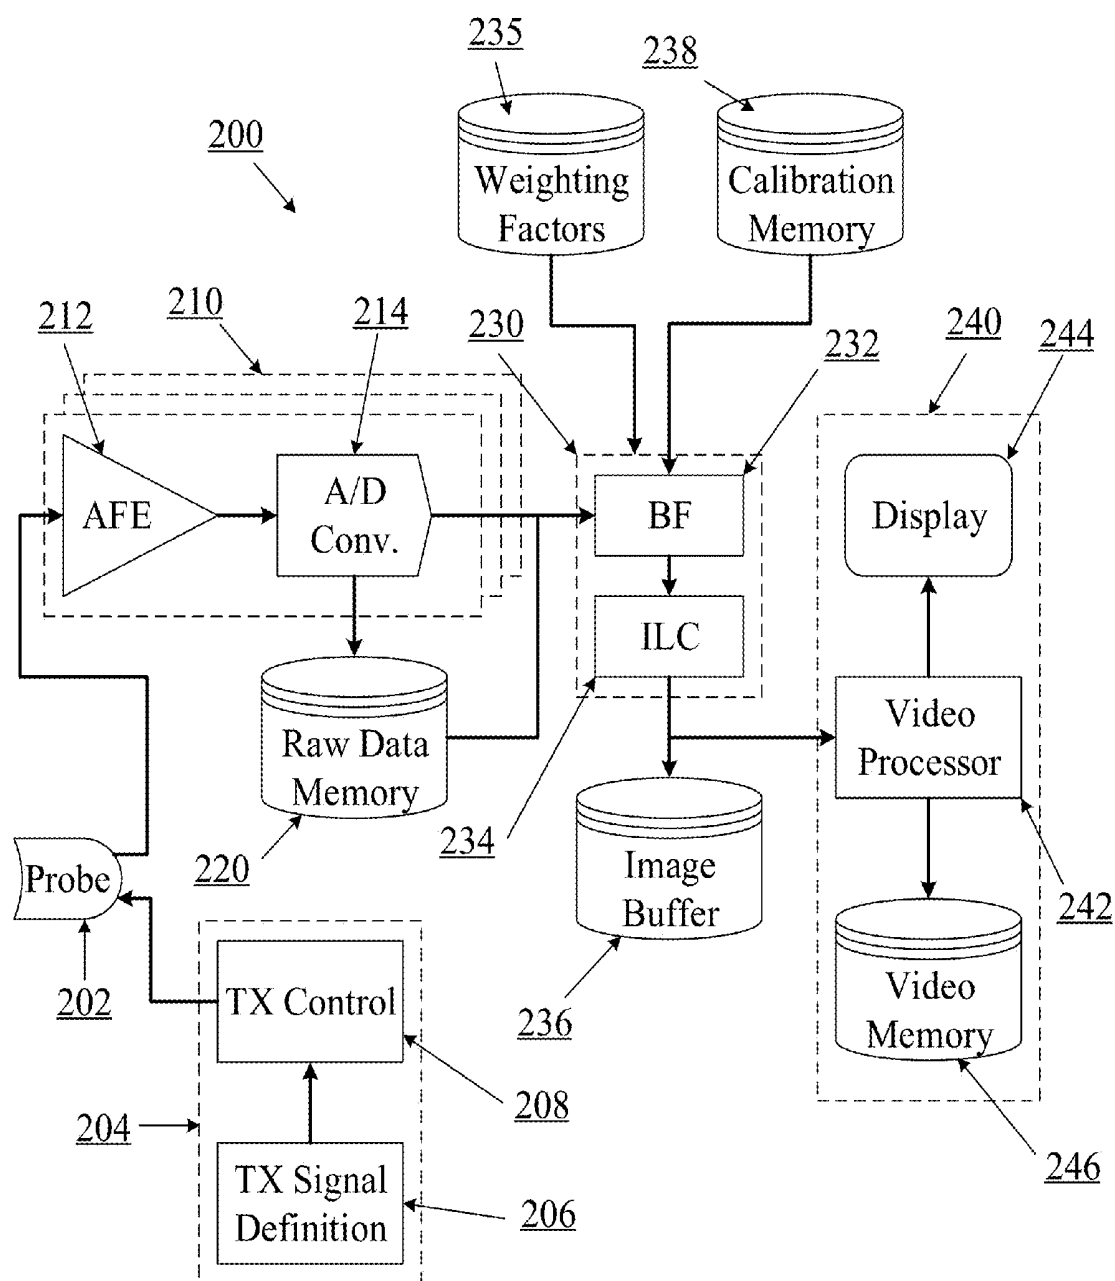 235
238
200
Weighting
Factors
Calibration
Memory
212
210
214
230
232
240
244
AFE
A/D
Conv.
BF
Display
ILC
Raw Data
Memory
Video
Processor
234
Probe
220
Image
Buffer
242
202
TX Control
236
Video
Memory
208
204
TX Signal
Definition
206
246